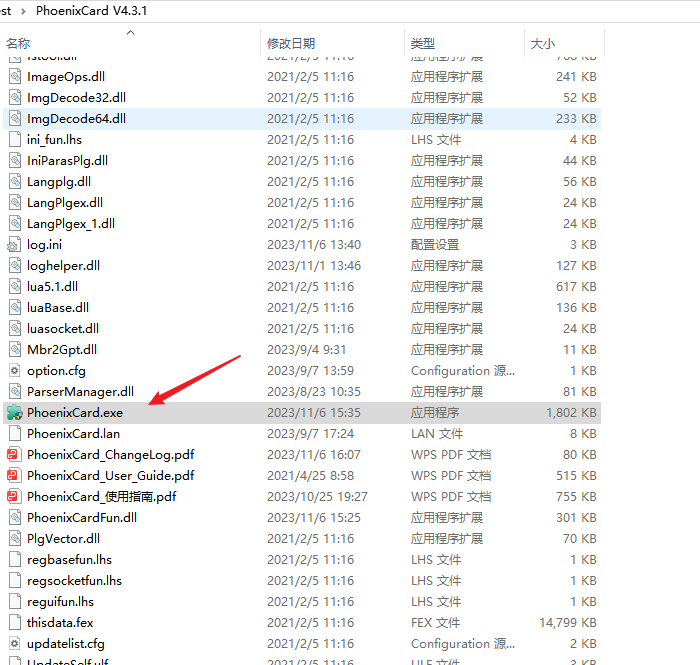 est > PhoenixCard V4.3.1
名称 修改日期 类型 大小
ImageOps.dll 2021/2/5 11:16 应用程序扩展 241 KB
ImgDecode32.dll 2021/2/5 11:16 应用程序扩展 52 KB
ImgDecode64.dll 2021/2/5 11:16 应用程序扩展 233 KB
ini_fun.lhs 2021/2/5 11:16 LHS 文件 4 KB
IniParasPlg.dll 2021/2/5 11:16 应用程序扩展 44 KB
Langplg.dll 2021/2/5 11:16 应用程序扩展 56 KB
LangPlgex.dll 2021/2/5 11:16 应用程序扩展 24 KB
LangPlgex_1.dll 2021/2/5 11:16 应用程序扩展 24 KB
log.ini 2023/11/6 13:40 配置设置 3 KB
loghelper.dll 2023/11/1 13:46 应用程序扩展 127 KB
lua5.1.dll 2021/2/5 11:16 应用程序扩展 617 KB
luaBase.dll 2021/2/5 11:16 应用程序扩展 136 KB
luasocket.dll 2021/2/5 11:16 应用程序扩展 24 KB
Mbr2Gpt.dll 2023/9/4 9:31 应用程序扩展 11 KB
option.cfg 2023/9/7 13:59 Configuration 源... 2 KB
ParserManager.dll 2023/8/23 10:35 应用程序扩展 81 KB
PhoenixCard.exe 2023/11/6 15:35 应用程序 1,802 KB
PhoenixCard.lan 2023/9/7 17:24 LAN 文件 8 KB
PhoenixCard_ChangeLog.pdf 2023/11/6 16:07 WPS PDF 文档 80 KB
PhoenixCard_User_Guide.pdf 2021/4/25 8:58 WPS PDF 文档 515 KB
PhoenixCard_使用指南.pdf 2023/10/25 19:27 WPS PDF 文档 755 KB
PhoenixCardFun.dll 2023/11/6 15:25 应用程序扩展 301 KB
PlgVector.dll 2021/2/5 11:16 应用程序扩展 70 KB
regbasefun.lhs 2021/2/5 11:16 LHS 文件 1 KB
regsocketfun.lhs 2021/2/5 11:16 LHS 文件 1 KB
reguifun.lhs 2021/2/5 11:16 LHS 文件 1 KB
thisdata.fex 2021/2/5 11:16 FEX 文件 14,799 KB
updatelist.cfg 2021/2/5 11:16 Configuration 源... 2 KB